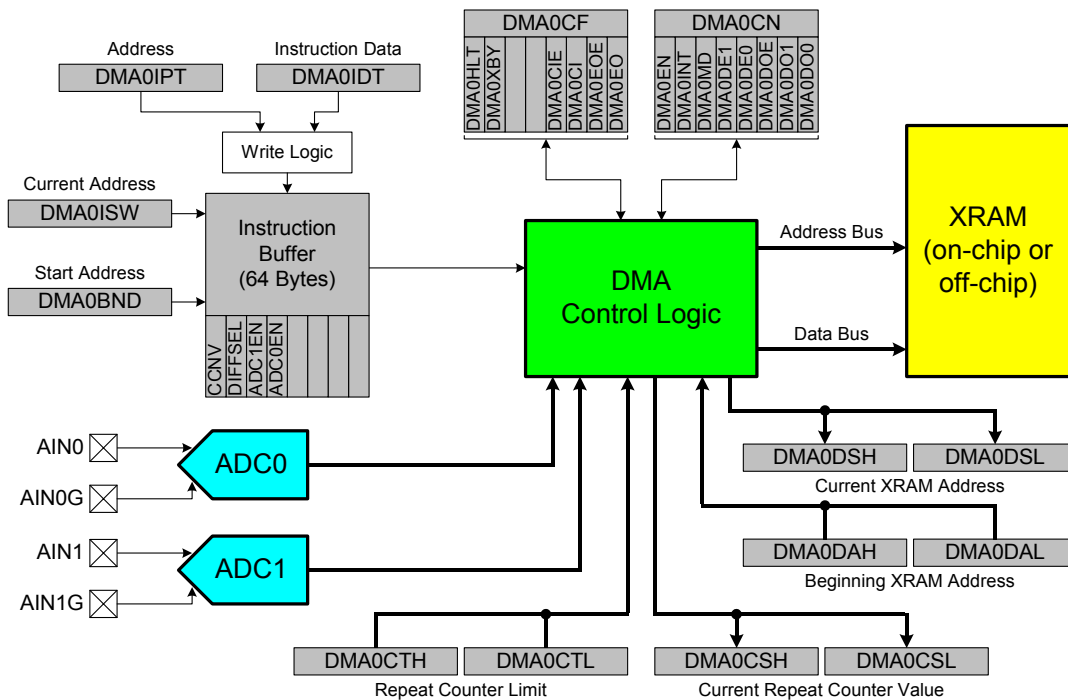 Address
DMA0IPT
Instruction Data
DMA0IDT
Write Logic
Current Address
DMA0ISW
Start Address
DMA0BND
Instruction
Buffer
(64 Bytes)
CCNV
DIFFSEL
ADC1EN
ADC0EN
DMA0CF
DMA0HLT
DMA0XBY
DMA0CIE
DMA0CI
DMA0EOE
DMA0EO
DMA0CN
DMA0EN
DMA0INT
DMA0MD
DMA0DE1
DMA0DE0
DMA0DOE
DMA0DO1
DMA0DO0
DMA
Control Logic
Address Bus
Data Bus
XRAM
(on-chip or
off-chip)
AIN0
AIN0G
ADC0
AIN1
AIN1G
ADC1
DMA0DSH
DMA0DSL
Current XRAM Address
DMA0DAH
DMA0DAL
Beginning XRAM Address
DMA0CTH
DMA0CTL
Repeat Counter Limit
DMA0CSH
DMA0CSL
Current Repeat Counter Value